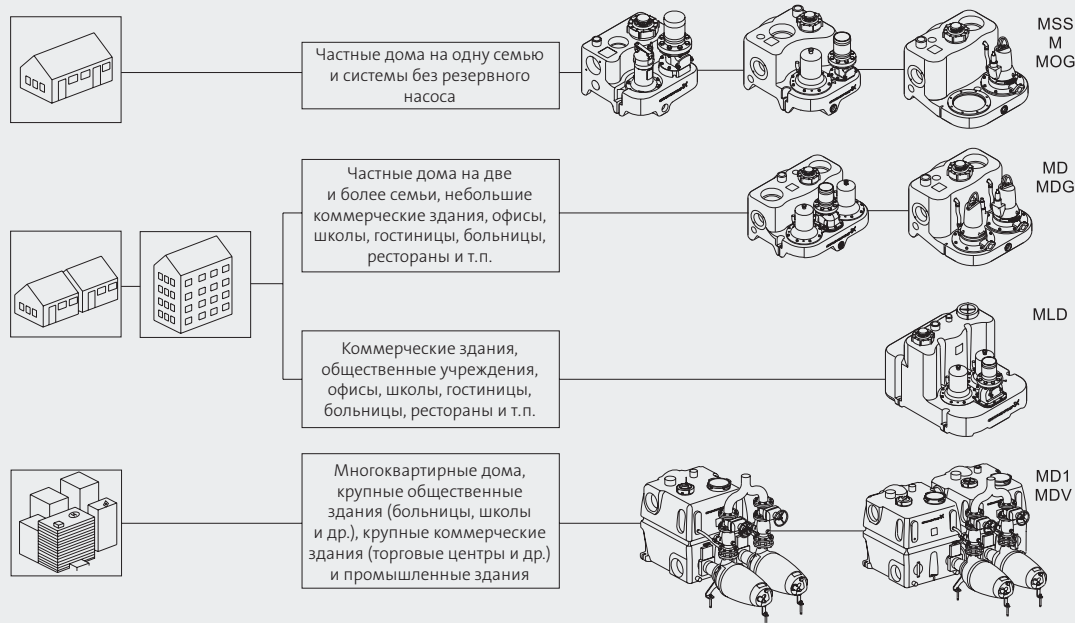 Частные дома на одну семью
и системы без резервного
насоса
MSS
M
MOG
Частные дома на две
и более семьи, небольшие
коммерческие здания, офисы,
школы, гостиницы, больницы,
рестораны и т.п.
MD
MDG
Коммерческие здания,
общественные учреждения,
офисы, школы, гостиницы,
больницы, рестораны и т.п.
MLD
Многоквартирные дома,
крупные общественные
здания (больницы, школы
и др.), крупные коммерческие
здания (торговые центры и др.)
и промышленные здания
MD1
MDV